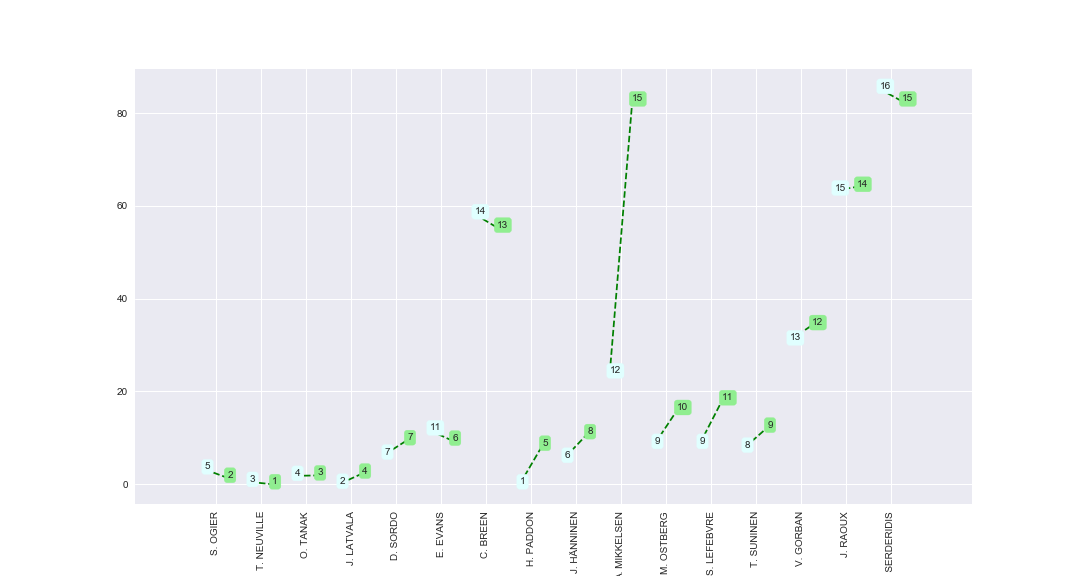 80
60
40
20
0
5 2
3 1
4 3
2 4
7 7
11 6
14 13
1 5
6 8
12 15
9 10
9 11
8 9
13 12
15 14
16 15
S. OGIER
T. NEUVILLE
O. TANAK
J. LATVALA
D. SORDO
E. EVANS
C. BREEN
H. PADDON
J. HANNINEN
MIKKELSEN
M. OSTBERG
S. LEFEBVRE
T. SUNINEN
V. GORBAN
J. RAOUX
SERDERIDIS